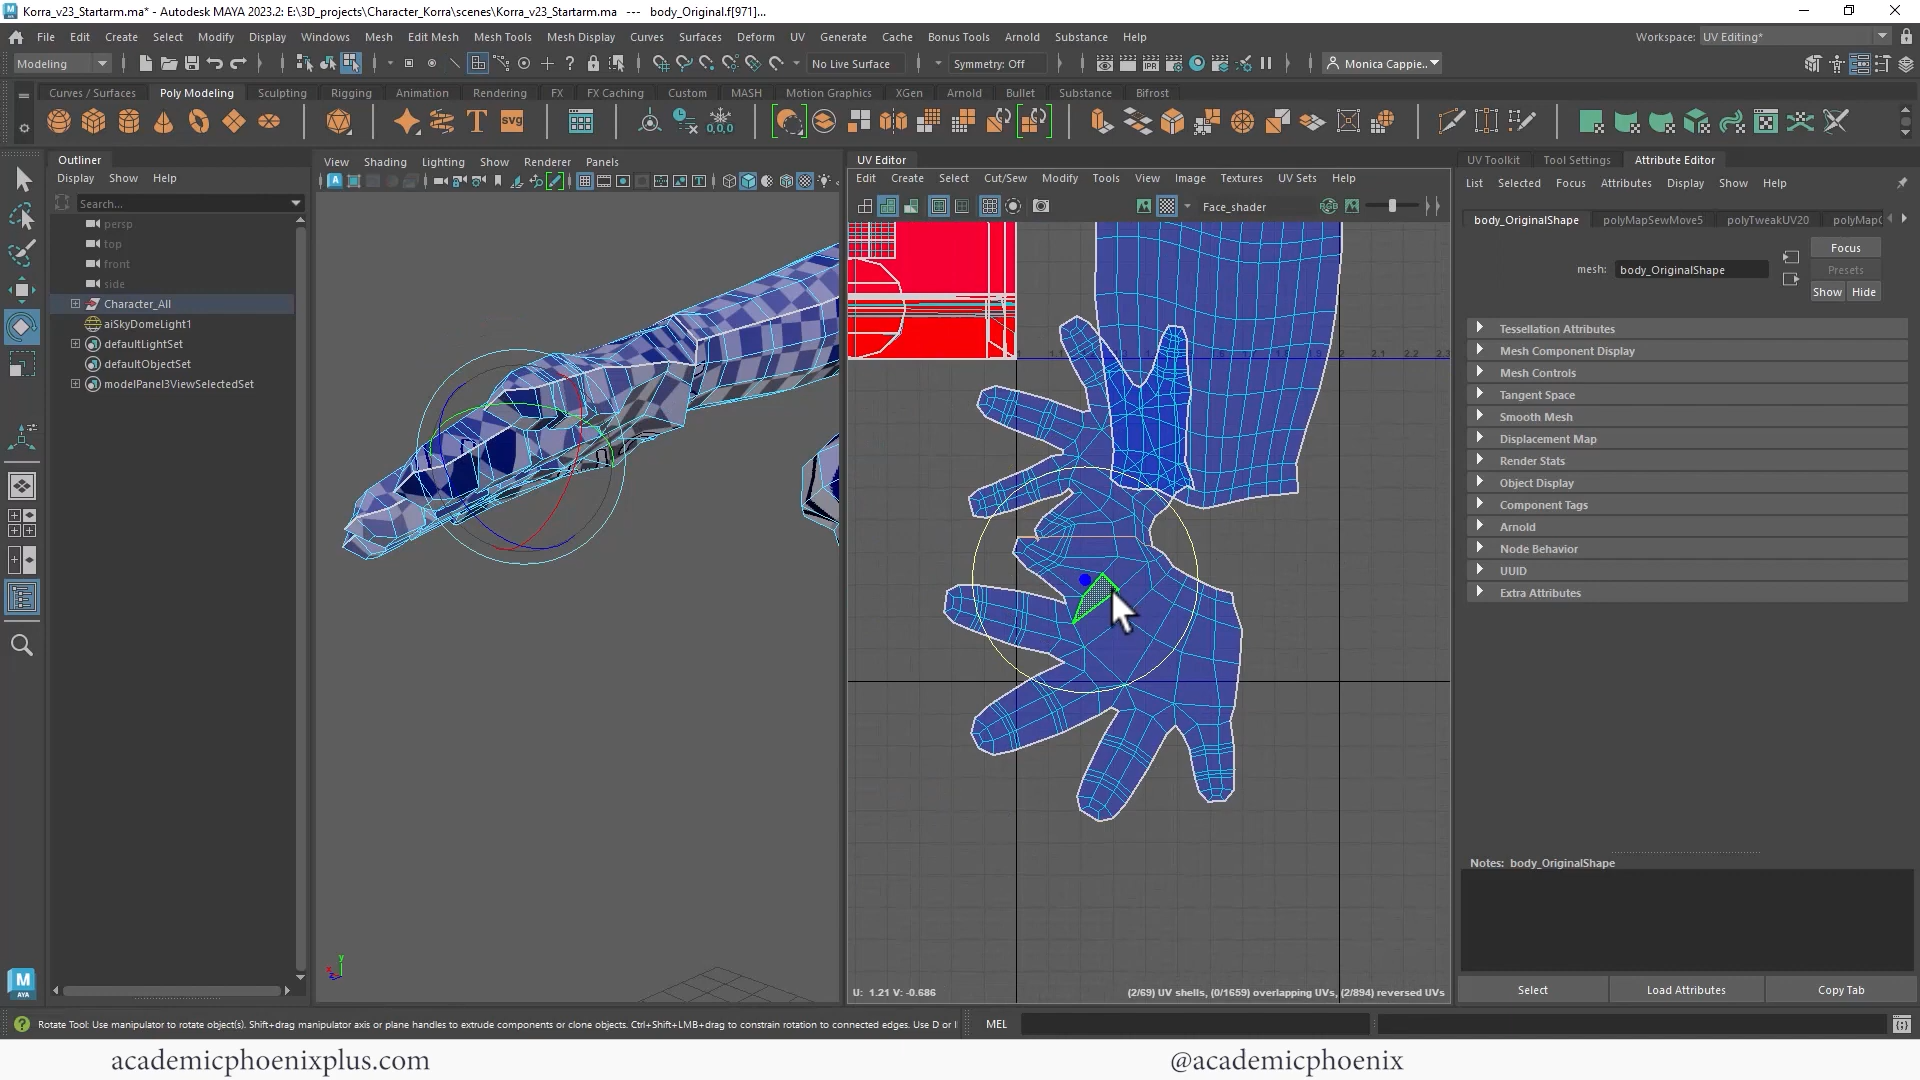 Korra_v23_Startarm.ma* - Autodesk MAYA 2023.2: E:\3D_projects\Character_Korra\scenes\Korra_v23_Startarm.ma   ---   body_Original.f[971]...
File Edit Create Select Modify Display Windows Mesh Edit Mesh Mesh Tools Mesh Display Curves Surfaces Deform UV Generate Cache Bonus Tools Arnold Substance Help Workspace: UV Editing*
Modeling No Live Surface Symmetry: Off Monica Cappie..
Curves / Surfaces Poly Modeling Sculpting Rigging Animation Rendering FX FX Caching Custom MASH Motion Graphics XGen Arnold Bullet Substance Bifrost
T SVG 0,0,0
Outliner
Display Show Help
Search...
persp
top
front
side
Character_All
aiSkyDomeLight1
defaultLightSet
defaultObjectSet
modelPanel3ViewSelectedSet
View Shading Lighting Show Renderer Panels
y
UV Editor
Edit Create Select Cut/Sew Modify Tools View Image Textures UV Sets Help
Face_shader
2 2.1 2.2
U: 1.21 V: -0.686 (2/69) UV shells, (0/1659) overlapping UVs, (2/894) reversed UVs
UV Toolkit Tool Settings Attribute Editor
List Selected Focus Attributes Display Show Help
body_OriginalShape polyMapSewMove5 polyTweakUV20
Focus
mesh: body_OriginalShape Presets
Show Hide
Tessellation Attributes
Mesh Component Display
Mesh Controls
Tangent Space
Smooth Mesh
Displacement Map
Render Stats
Object Display
Component Tags
Arnold
Node Behavior
UUID
Extra Attributes
Notes: body_OriginalShape
Select Load Attributes Copy Tab
Rotate Tool: Use manipulator to rotate object(s). Shift+drag manipulator axis or plane handles to extrude components or clone objects. Ctrl+Shift+LMB+drag to constrain rotation to connected edges. Use D or
MEL
academicphoenixplus.com @academicphoenix